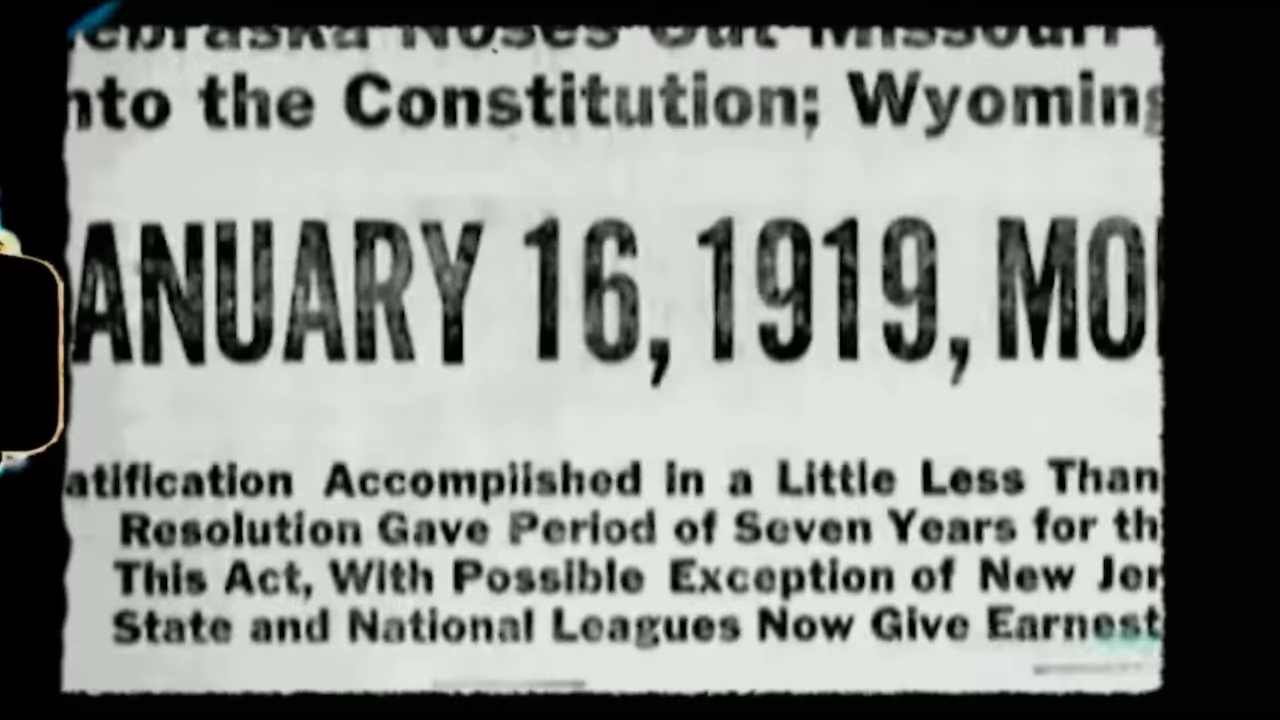 ebraska Noses Out Missouri
nto the Constitution; Wyoming
ANUARY 16, 1919, MO
atification Accomplished in a Little Less Than
Resolution Gave Period of Seven Years for th
This Act, With Possible Exception of New Jer
State and National Leagues Now Give Earnest